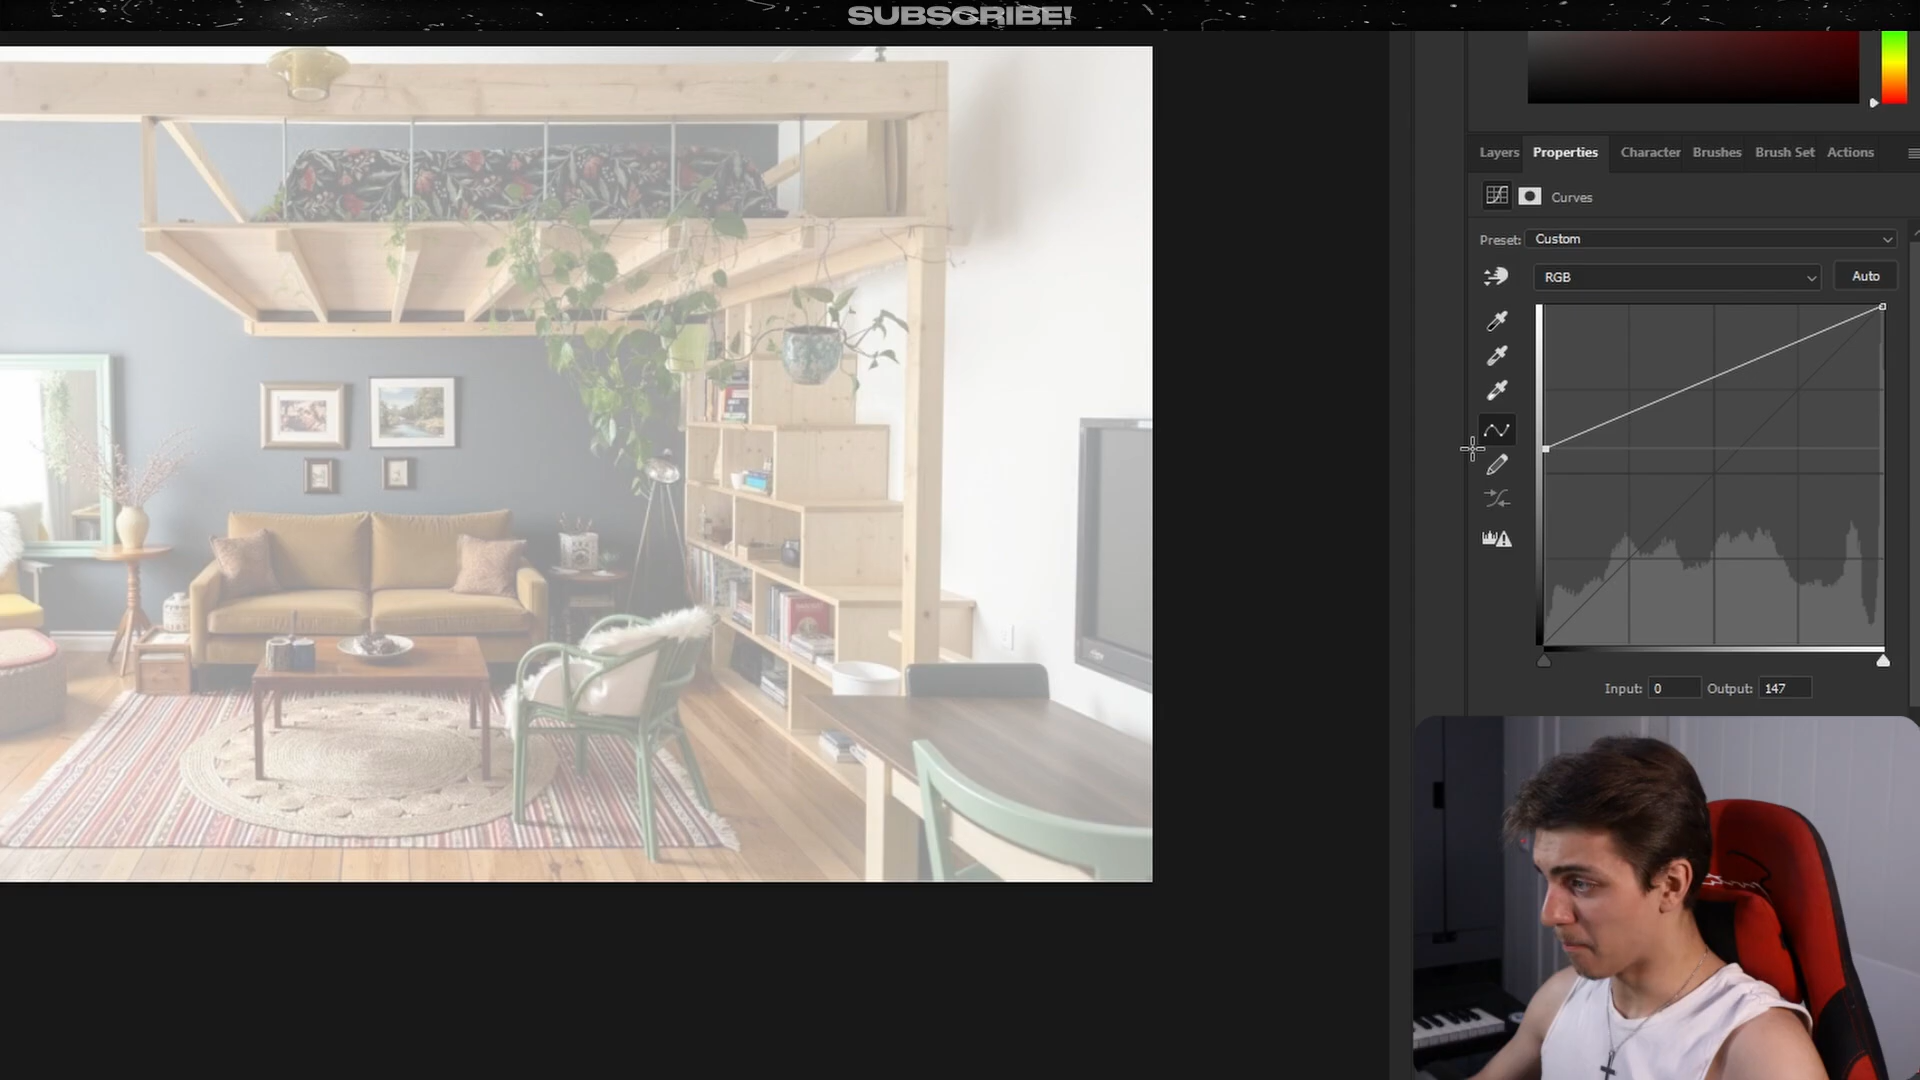 SUBSCRIBE!
Layers Properties Character Brushes Brush Set Actions
Curves
Preset: Custom
RGB Auto
Input: 0 Output: 147